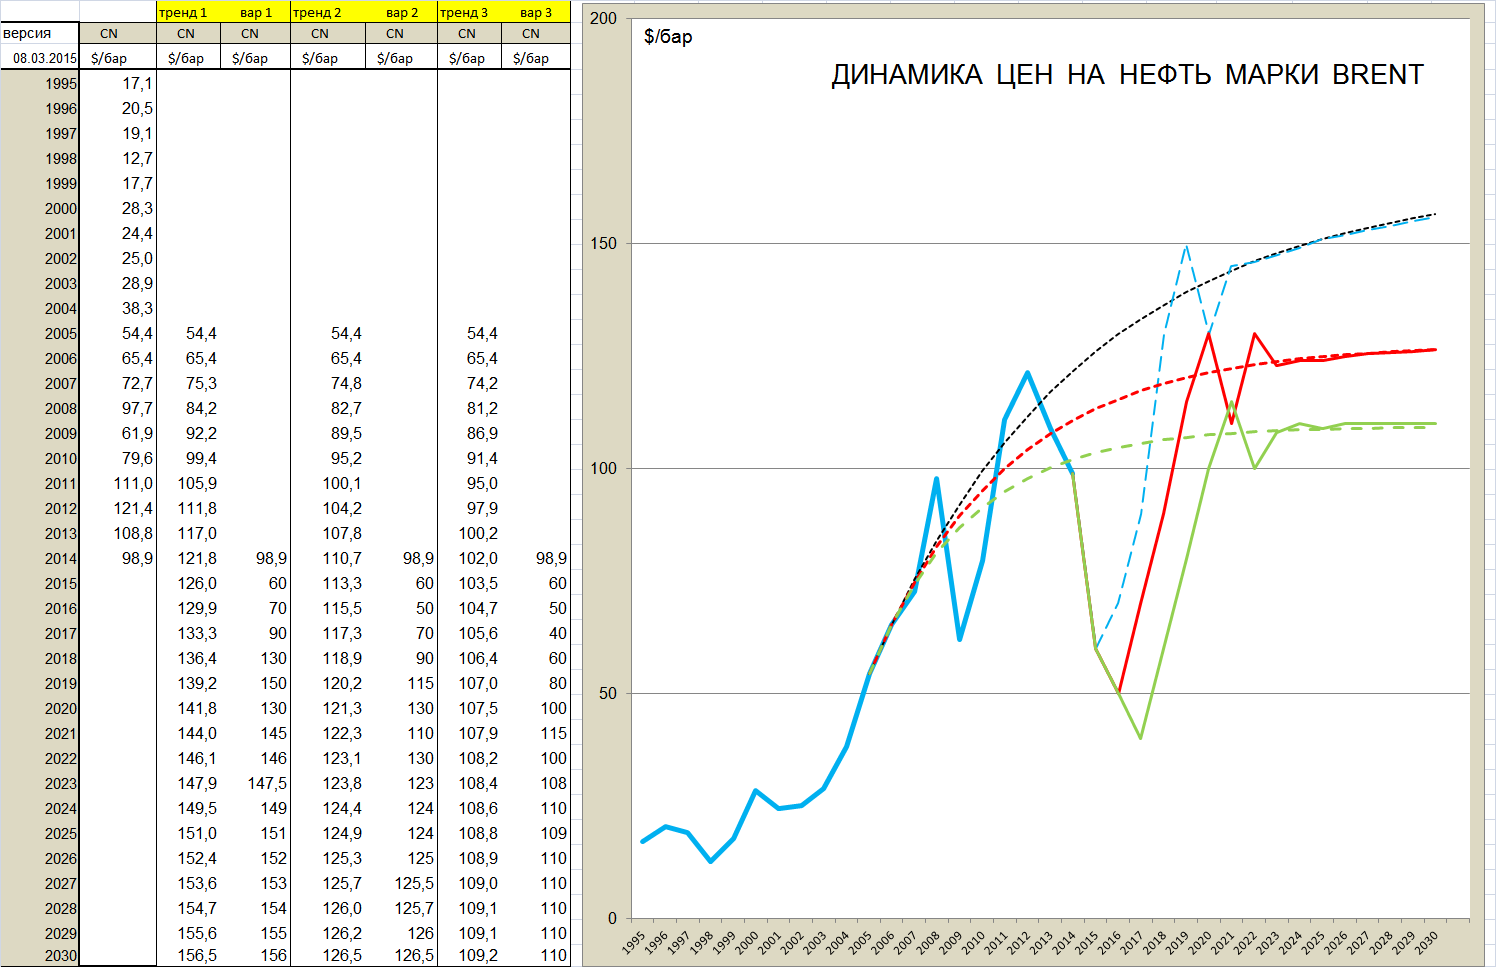 тренд 1 вар 1 тренд 2 вар 2 тренд 3 вар 3
версия CN CN CN CN CN CN CN
08.03.2015 $/бар $/бар $/бар $/бар $/бар $/бар $/бар
1995 17,1
1996 20,5
1997 19,1
1998 12,7
1999 17,7
2000 28,3
2001 24,4
2002 25,0
2003 28,9
2004 38,3
2005 54,4 54,4 54,4 54,4
2006 65,4 65,4 65,4 65,4
2007 72,7 75,3 74,8 74,2
2008 97,7 84,2 82,7 81,2
2009 61,9 92,2 89,5 86,9
2010 79,6 99,4 95,2 91,4
2011 111,0 105,9 100,1 95,0
2012 121,4 111,8 104,2 97,9
2013 108,8 117,0 107,8 100,2
2014 98,9 121,8 98,9 110,7 98,9 102,0 98,9
2015 126,0 60 113,3 60 103,5 60
2016 129,9 70 115,5 50 104,7 50
2017 133,3 90 117,3 70 105,6 40
2018 136,4 130 118,9 90 106,4 60
2019 139,2 150 120,2 115 107,0 80
2020 141,8 130 121,3 130 107,5 100
2021 144,0 145 122,3 110 107,9 115
2022 146,1 146 123,1 130 108,2 100
2023 147,9 147,5 123,8 123 108,4 108
2024 149,5 149 124,4 124 108,6 110
2025 151,0 151 124,9 124 108,8 109
2026 152,4 152 125,3 125 108,9 110
2027 153,6 153 125,7 125,5 109,0 110
2028 154,7 154 126,0 125,7 109,1 110
2029 155,6 155 126,2 126 109,1 110
2030 156,5 156 126,5 126,5 109,2 110
$/бар
ДИНАМИКА ЦЕН НА НЕФТЬ МАРКИ BRENT
200
150
100
50
0
1995 1996 1997 1998 1999 2000 2001 2002 2003 2004 2005 2006 2007 2008 2009 2010 2011 2012 2013 2014 2015 2016 2017 2018 2019 2020 2021 2022 2023 2024 2025 2026 2027 2028 2029 2030